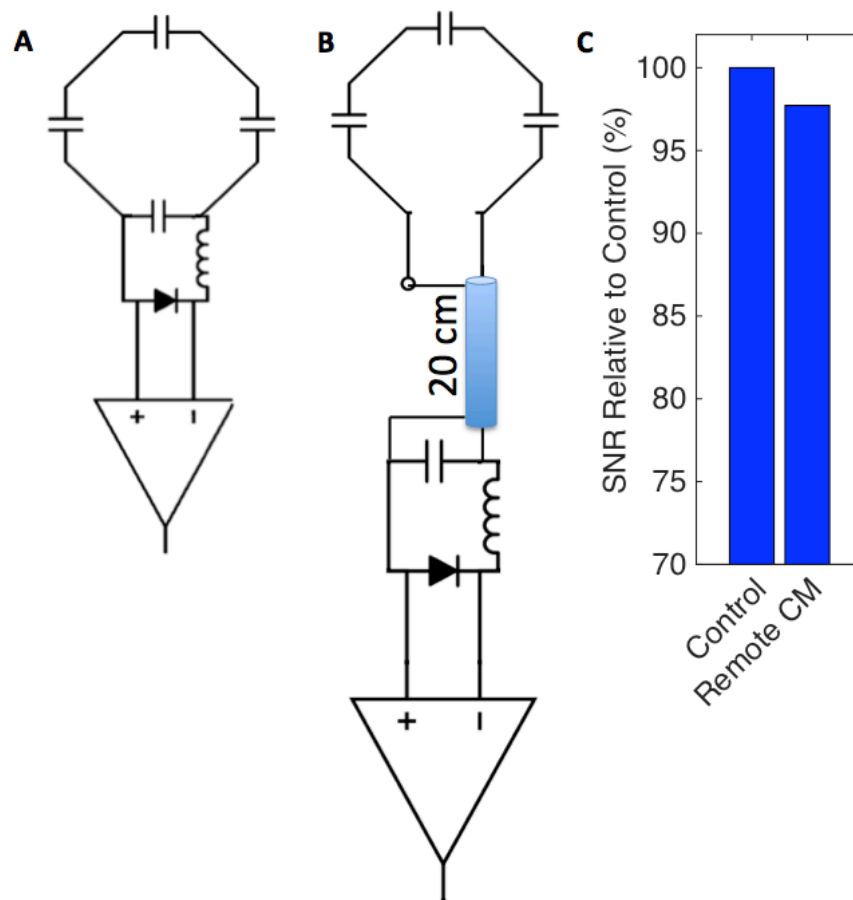 A
B
C
+ −
20 cm
+ −
SNR Relative to Control (%)
100
95
90
85
80
75
70
Control
Remote CM